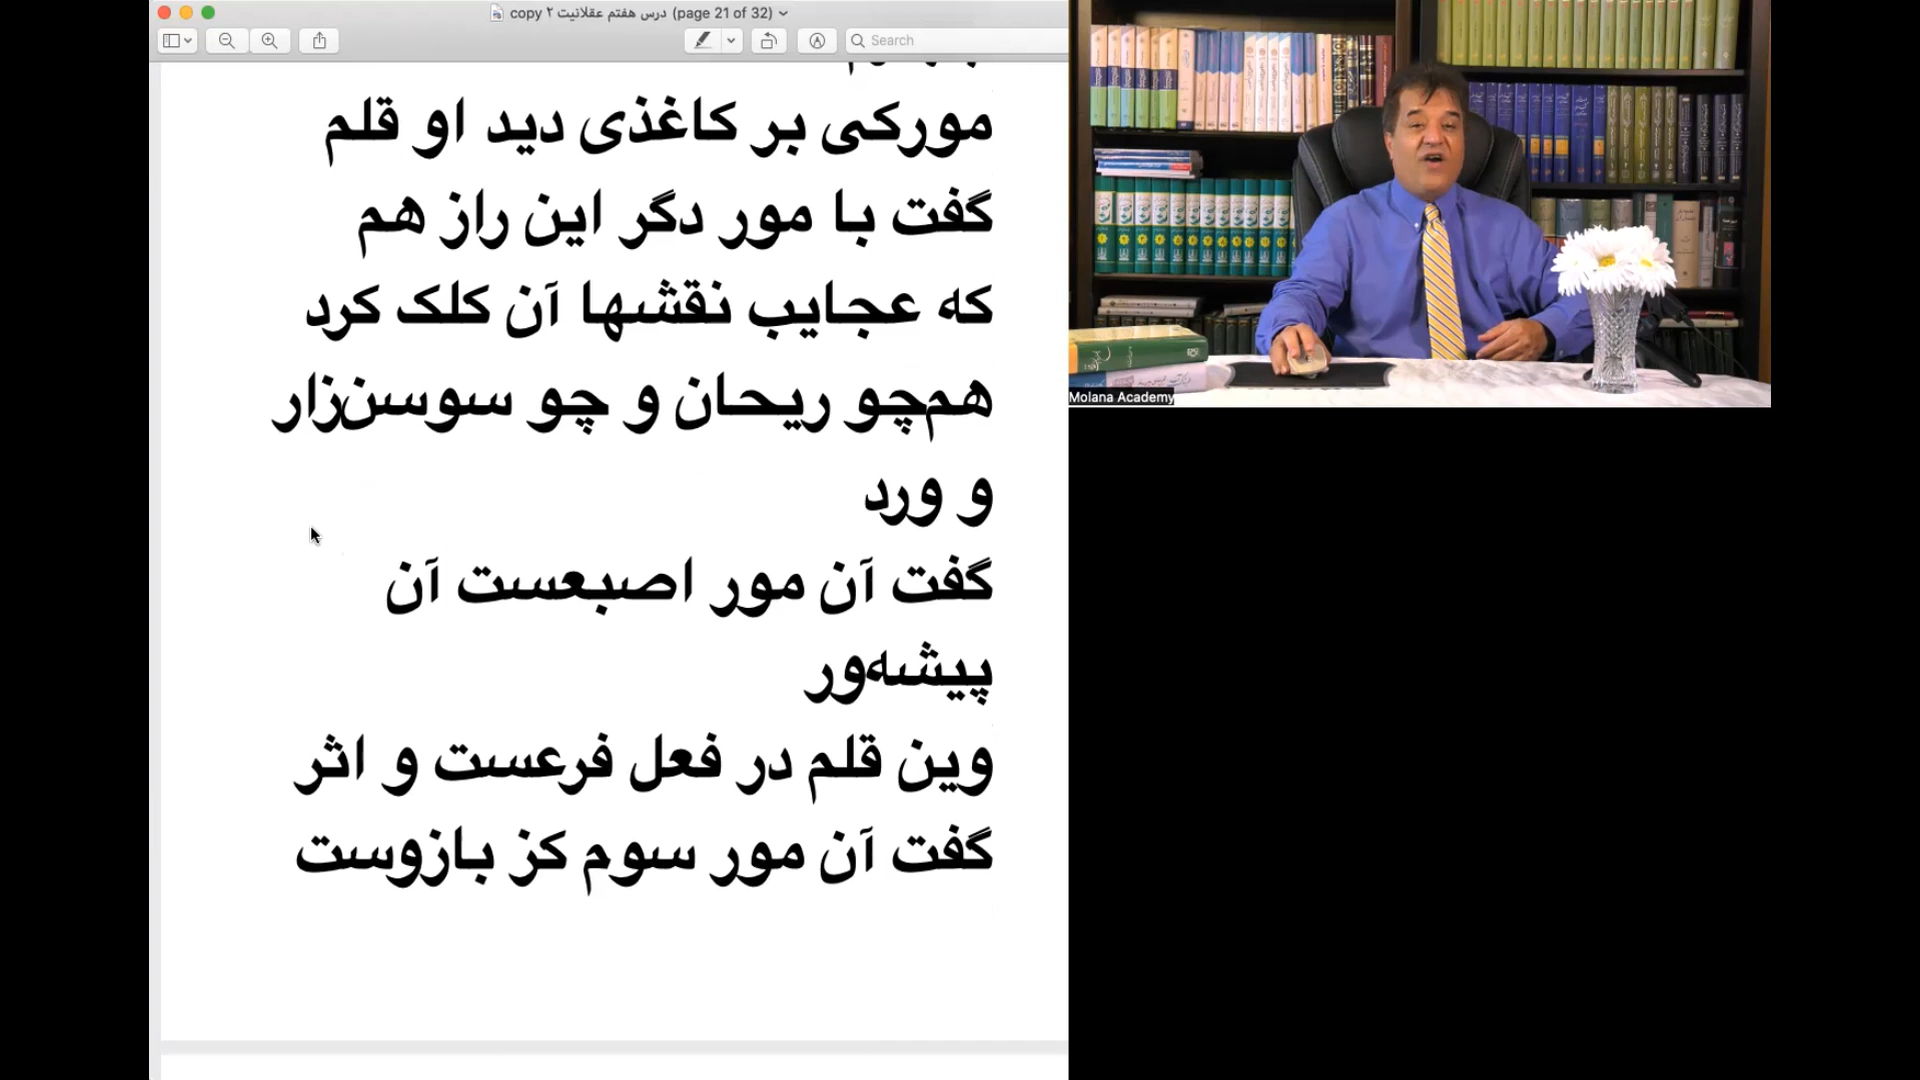 درس هفتم عقلانیت ۲ copy (page 21 of 32)
Search
مورکی بر کاغذی دید او قلم
گفت با مور دگر این راز هم
که عجایب نقشها آن کلک کرد
هم‌چو ریحان و چو سوسن‌زار
و ورد
گفت آن مور اصبعست آن
پیشه‌ور
وین قلم در فعل فرعست و اثر
گفت آن مور سوم کز بازوست
Molana Academy